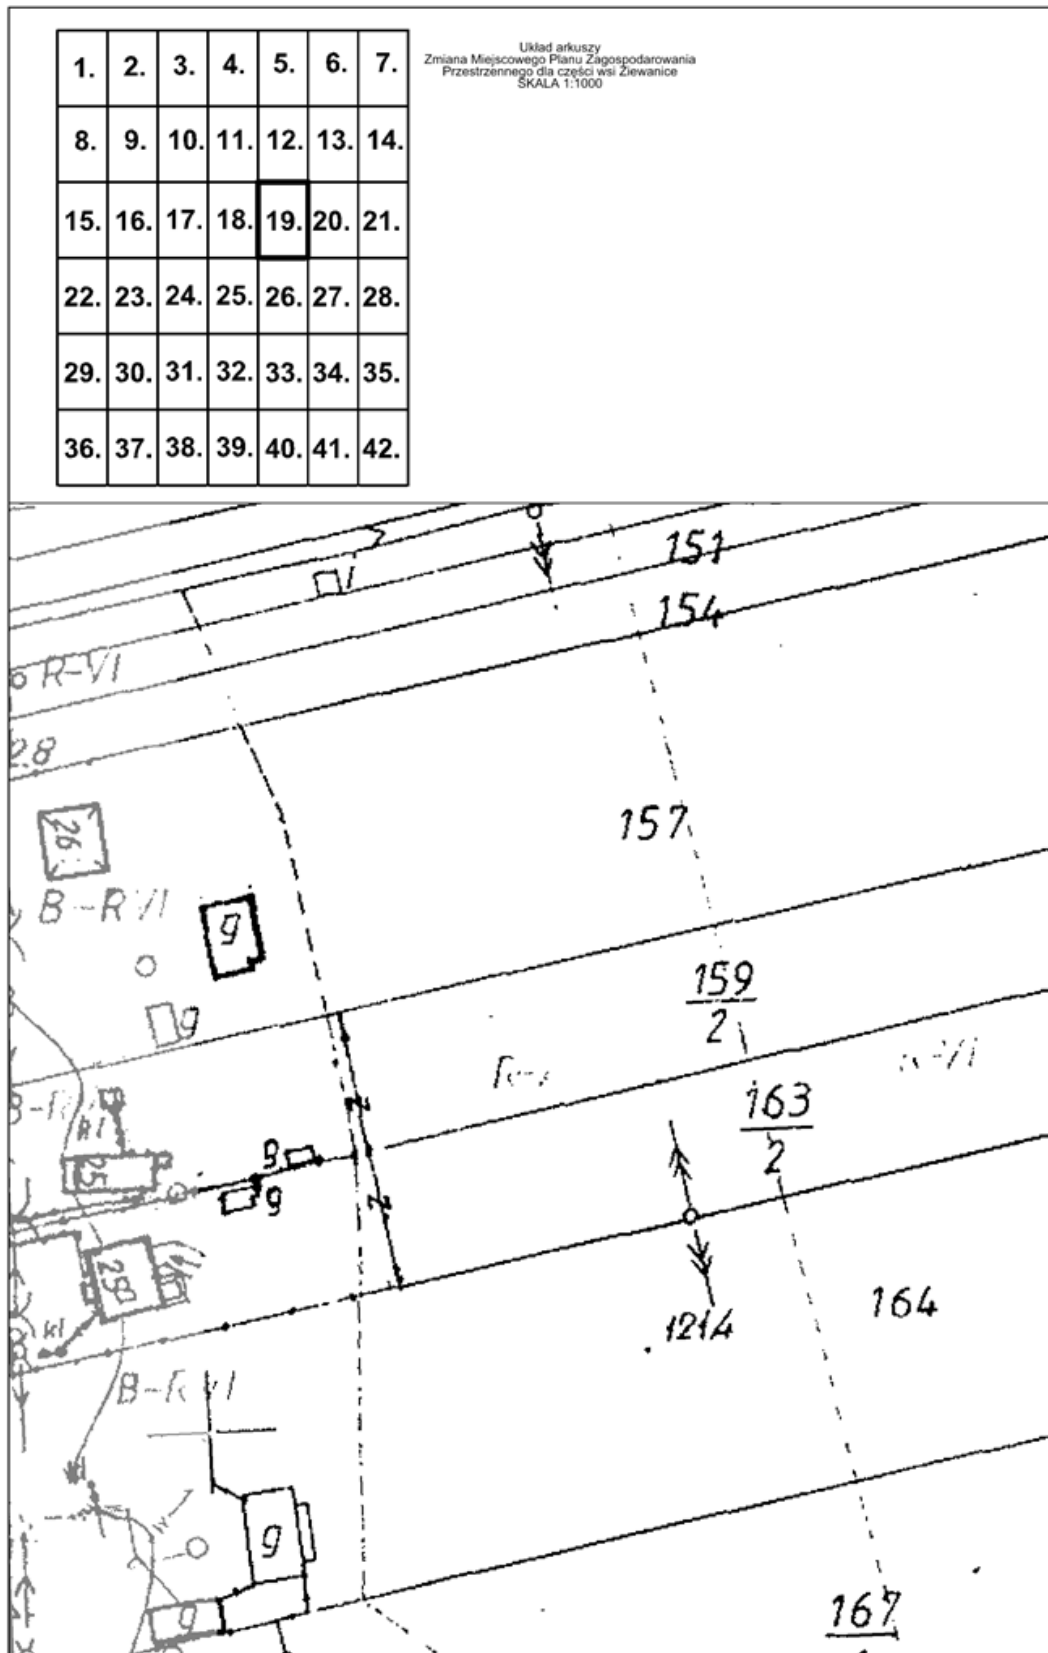 1. 2. 3. 4. 5. 6. 7.
8. 9. 10. 11. 12. 13. 14.
15. 16. 17. 18. 19. 20. 21.
22. 23. 24. 25. 26. 27. 28.
29. 30. 31. 32. 33. 34. 35.
36. 37. 38. 39. 40. 41. 42.
Układ arkuszy
Zmiana Miejscowego Planu Zagospodarowania
Przestrzennego dla części wsi Ziewanice
SKALA 1:1000
151
i
154
R-VI
28
157
26
B-R VI
g
159
2
g
163
2
25
g
g
29
1214
164
g
g
167